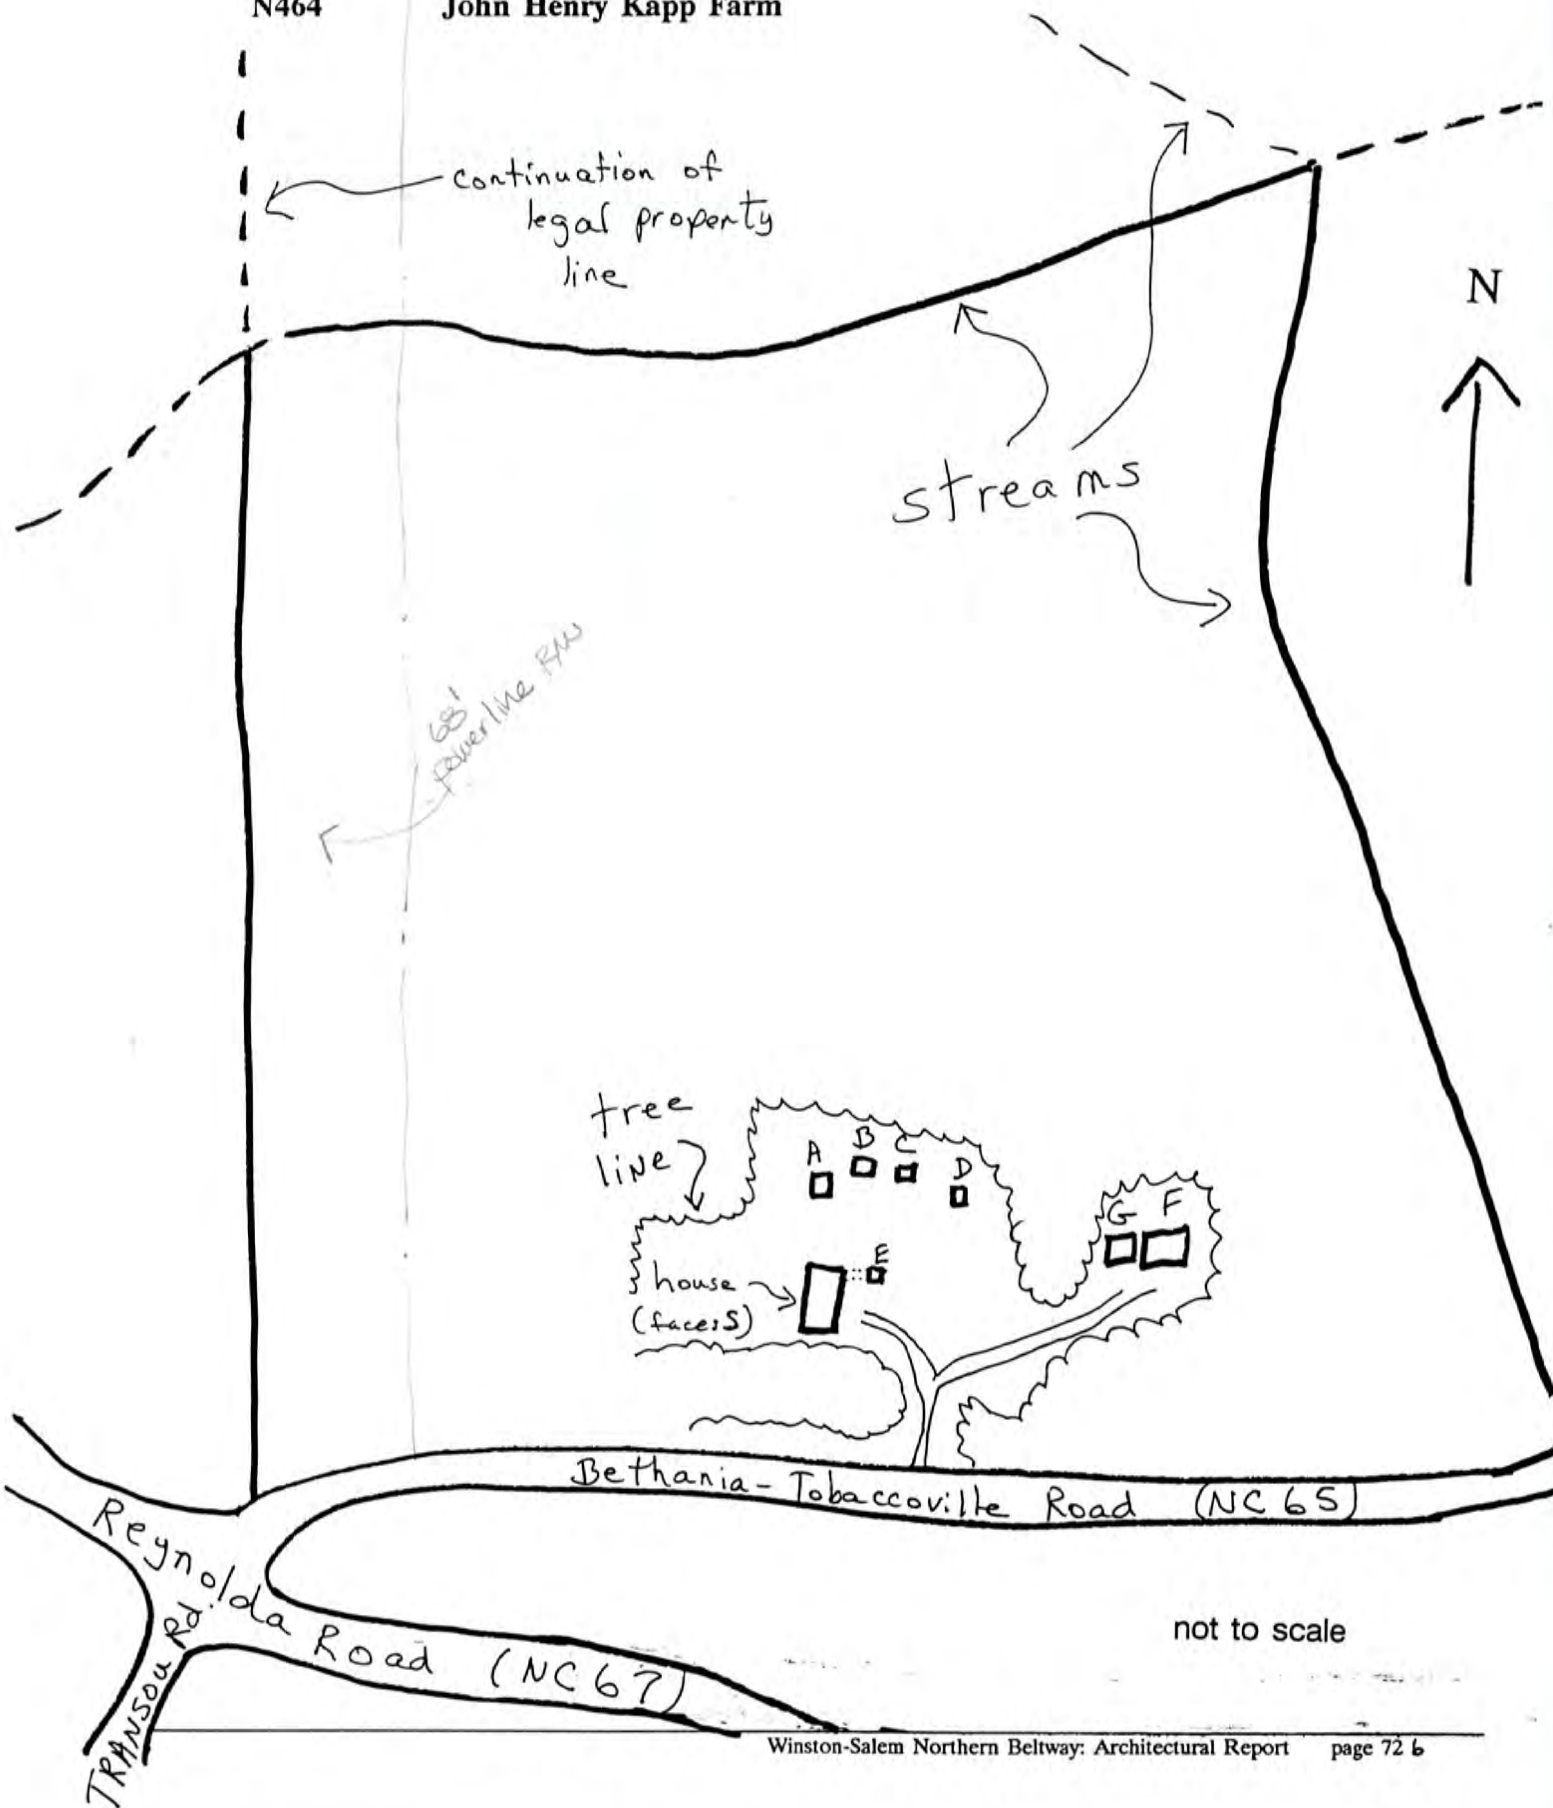 N464 John Henry Kapp Farm
continuation of
legal property
line
N
streams
68'
powerline R/W
tree
line
A
B
C
D
E
G F
house
(faces S)
Bethania-Tobaccoville Road (NC 65)
Reynolda Road (NC 67)
TRANSOU Rd.
not to scale
Winston-Salem Northern Beltway: Architectural Report page 72 b